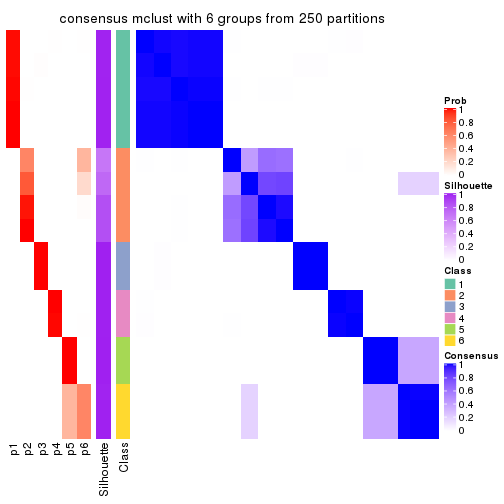 consensus mclust with 6 groups from 250 partitions
Prob
1
0.8
0.6
0.4
0.2
0
Silhouette
1
0.8
0.6
0.4
0.2
0
Class
1
2
3
4
5
6
Consensus
1
0.8
0.6
0.4
0.2
0
p1
p2
p3
p4
p5
p6
Silhouette
Class